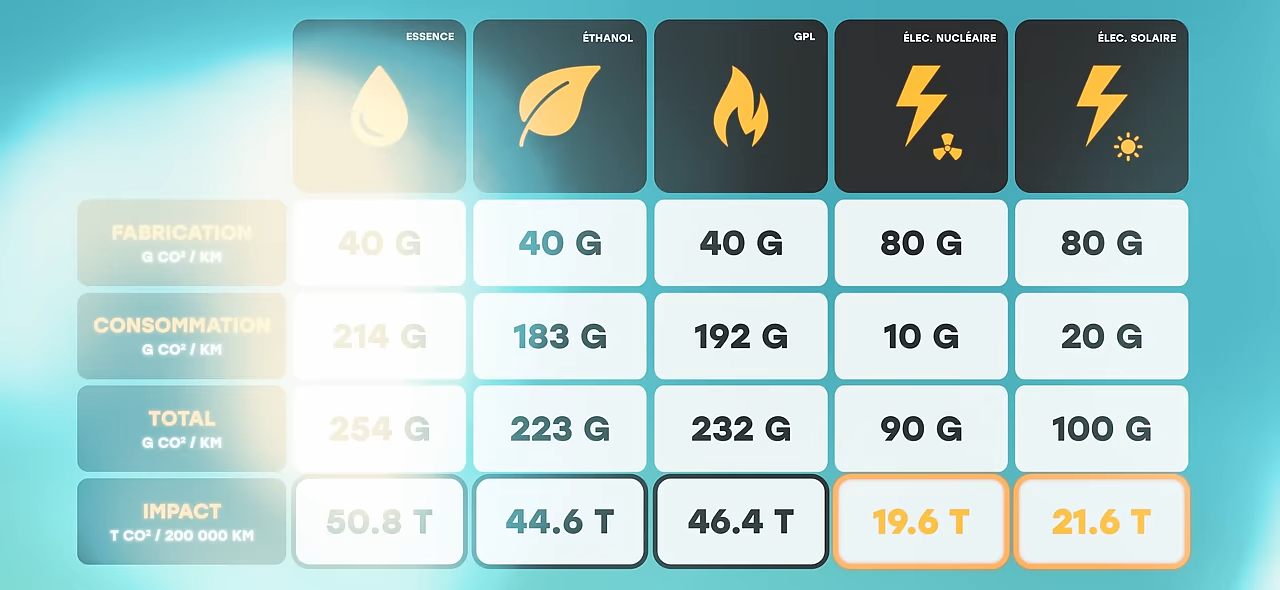 ESSENCE
ÉTHANOL
GPL
ÉLEC. NUCLÉAIRE
ÉLEC. SOLAIRE
FABRICATION
G CO² / KM
40 G
40 G
40 G
80 G
80 G
CONSOMMATION
G CO² / KM
214 G
183 G
192 G
10 G
20 G
TOTAL
G CO² / KM
254 G
223 G
232 G
90 G
100 G
IMPACT
T CO² / 200 000 KM
50.8 T
44.6 T
46.4 T
19.6 T
21.6 T